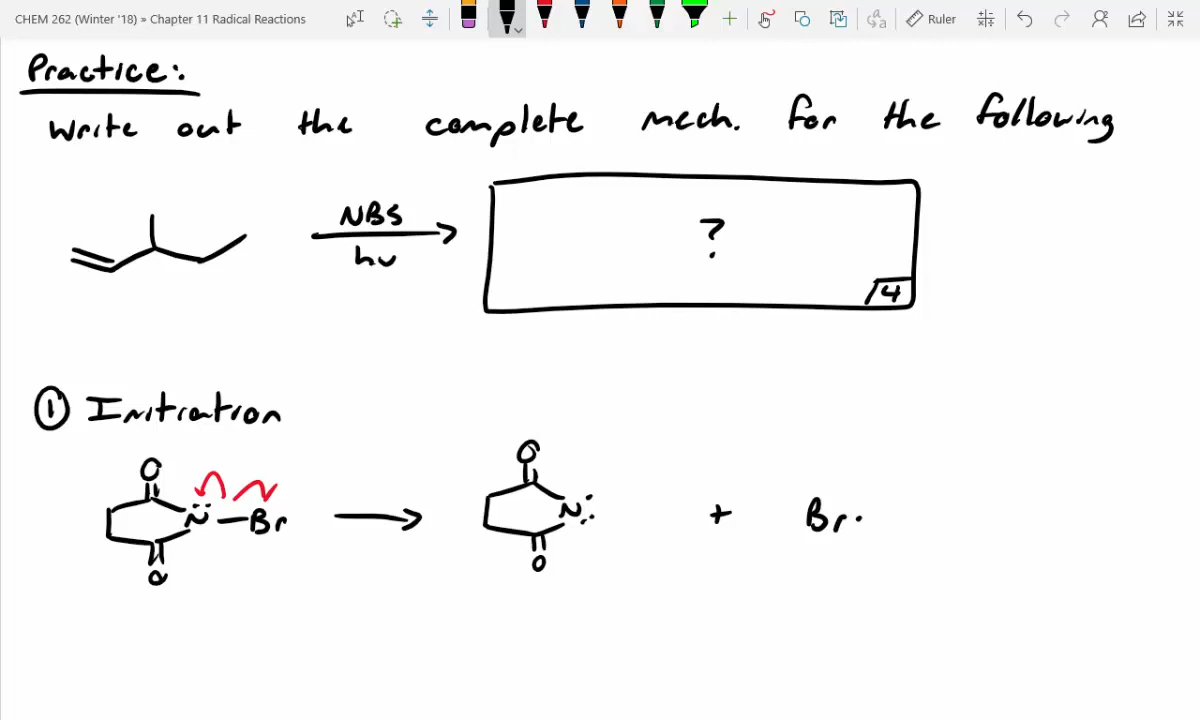 CHEM 262 (Winter '18) » Chapter 11 Radical Reactions
Ruler
Practice:
Write out the complete mech. for the following
NBS
hν
?
14
① Initiation
O
N–Br
O
O
N:
O
+ Br·